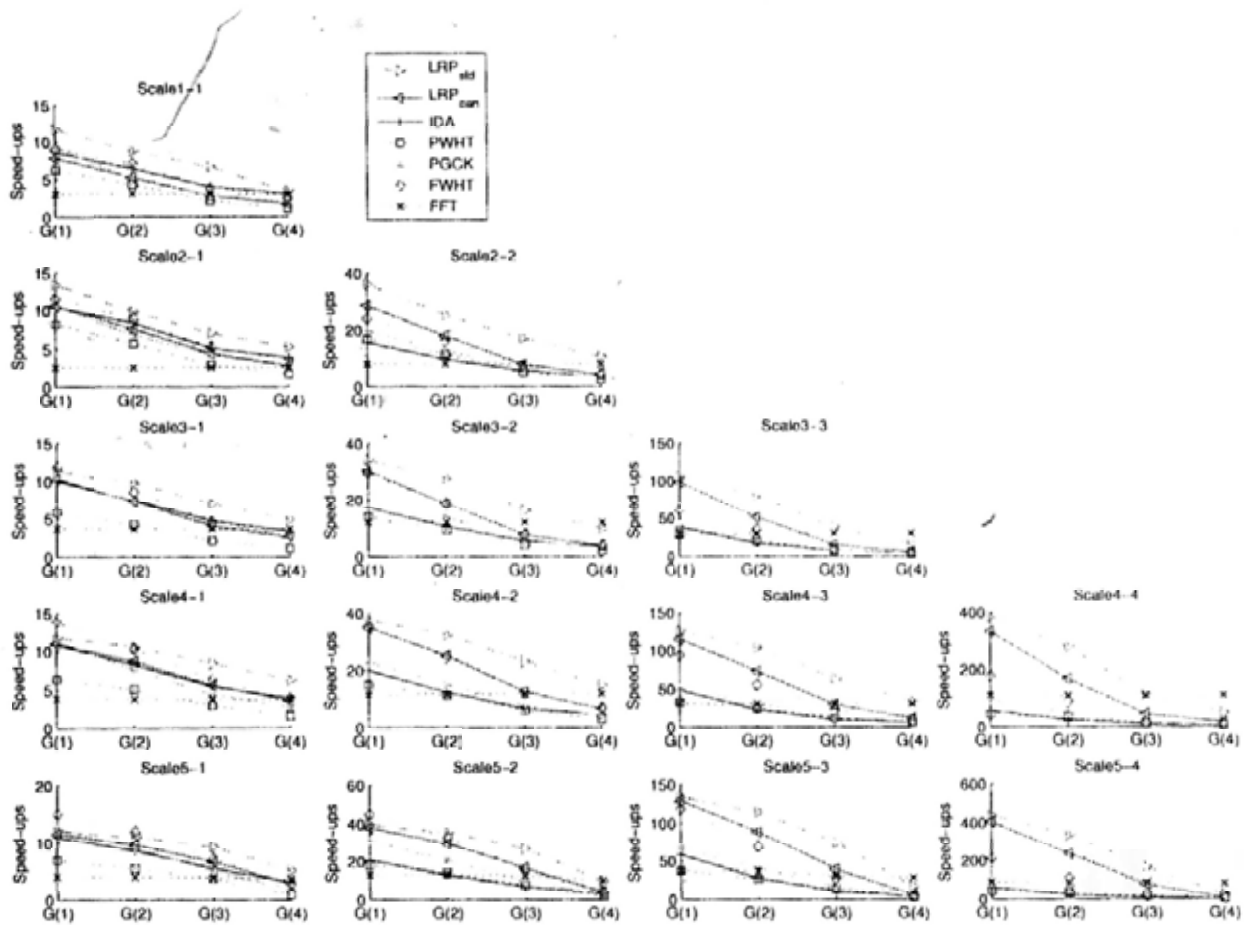 Scale1-1
LRP std
LRP can
IDA
PWHT
PGCK
FWHT
FFT
Speed-ups
15
10
5
0
G(1) G(2) G(3) G(4)
Scale2-1 Scale2-2
Speed-ups
15
10
5
0
G(1) G(2) G(3) G(4)
Speed-ups
40
20
0
G(1) G(2) G(3) G(4)
Scale3-1 Scale3-2 Scale3-3
Speed-ups
15
10
5
0
G(1) G(2) G(3) G(4)
Speed-ups
40
20
0
G(1) G(2) G(3) G(4)
Speed-ups
150
100
50
0
G(1) G(2) G(3) G(4)
Scale4-1 Scale4-2 Scale4-3 Scale4-4
Speed-ups
15
10
5
0
G(1) G(2) G(3) G(4)
Speed-ups
40
20
0
G(1) G(2) G(3) G(4)
Speed-ups
150
100
50
0
G(1) G(2) G(3) G(4)
Speed-ups
400
200
0
G(1) G(2) G(3) G(4)
Scale5-1 Scale5-2 Scale5-3 Scale5-4
Speed-ups
20
10
0
G(1) G(2) G(3) G(4)
Speed-ups
60
40
20
0
G(1) G(2) G(3) G(4)
Speed-ups
150
100
50
0
G(1) G(2) G(3) G(4)
Speed-ups
600
400
200
0
G(1) G(2) G(3) G(4)